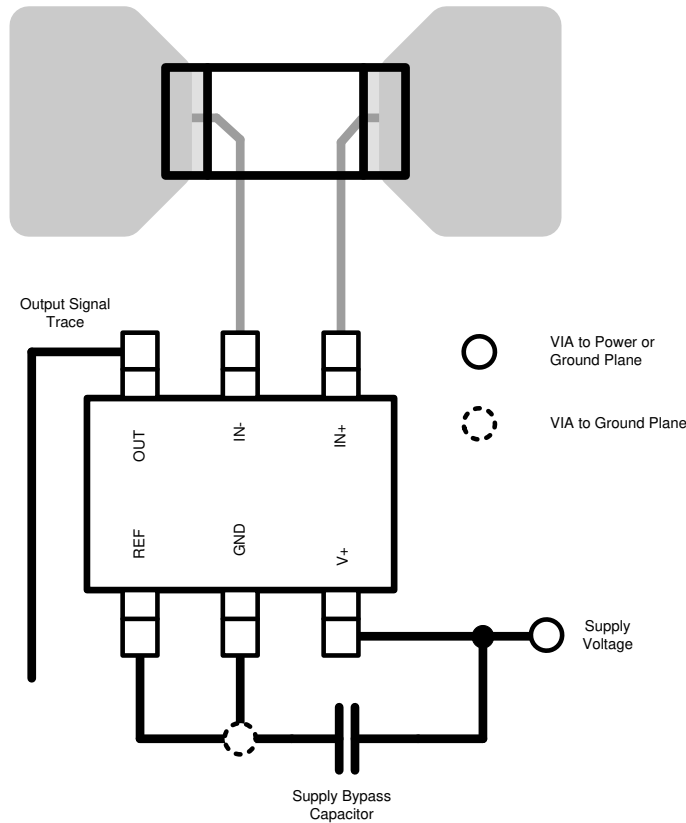 Output Signal
Trace
VIA to Power or
Ground Plane
VIA to Ground Plane
OUT
IN-
IN+
REF
GND
V+
Supply
Voltage
Supply Bypass
Capacitor